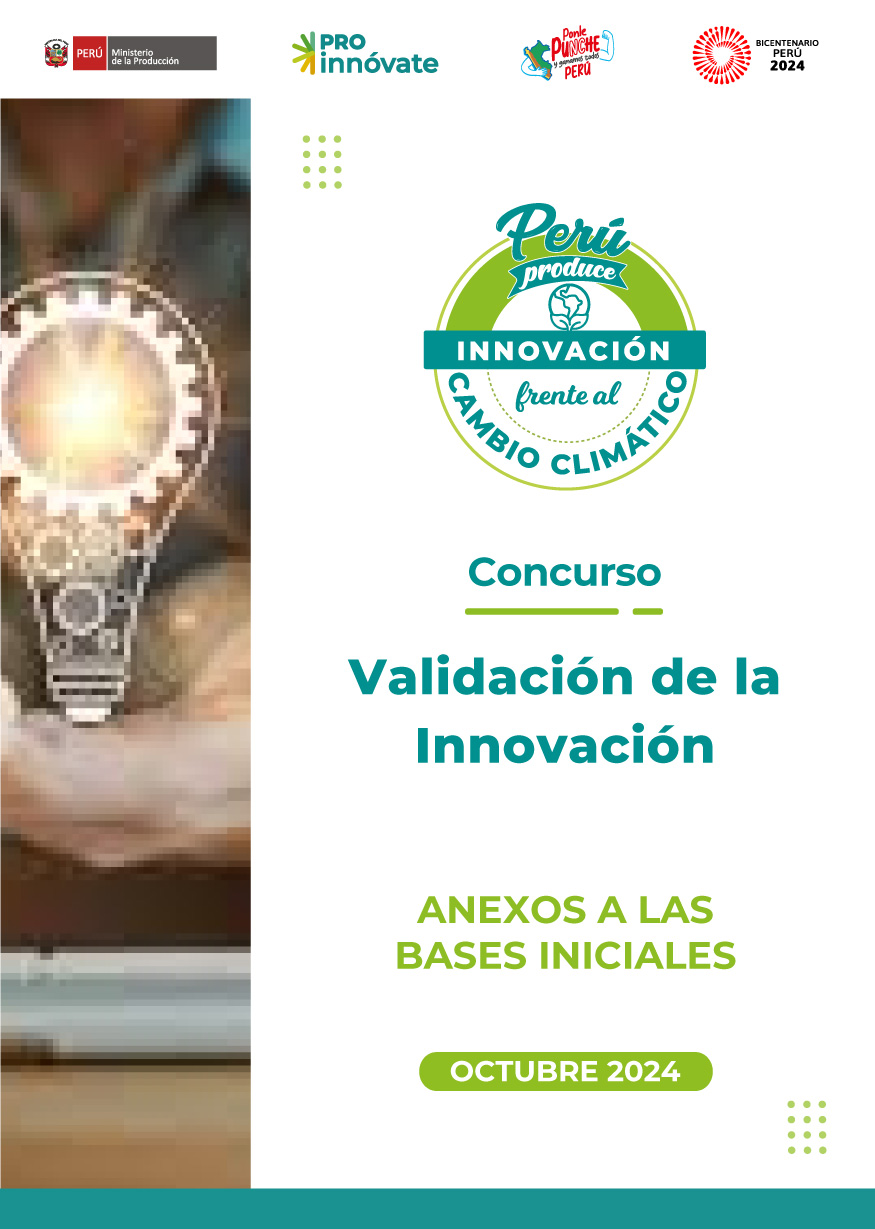 PERÚ
Ministerio
de la Producción
PRO
innóvate
Ponle
PUNCHE
y ganamos todos
PERÚ
BICENTENARIO
PERÚ
2024
Perú
produce
INNOVACIÓN
frente al
CAMBIO CLIMÁTICO
Concurso
Validación de la
Innovación
ANEXOS A LAS
BASES INICIALES
OCTUBRE 2024